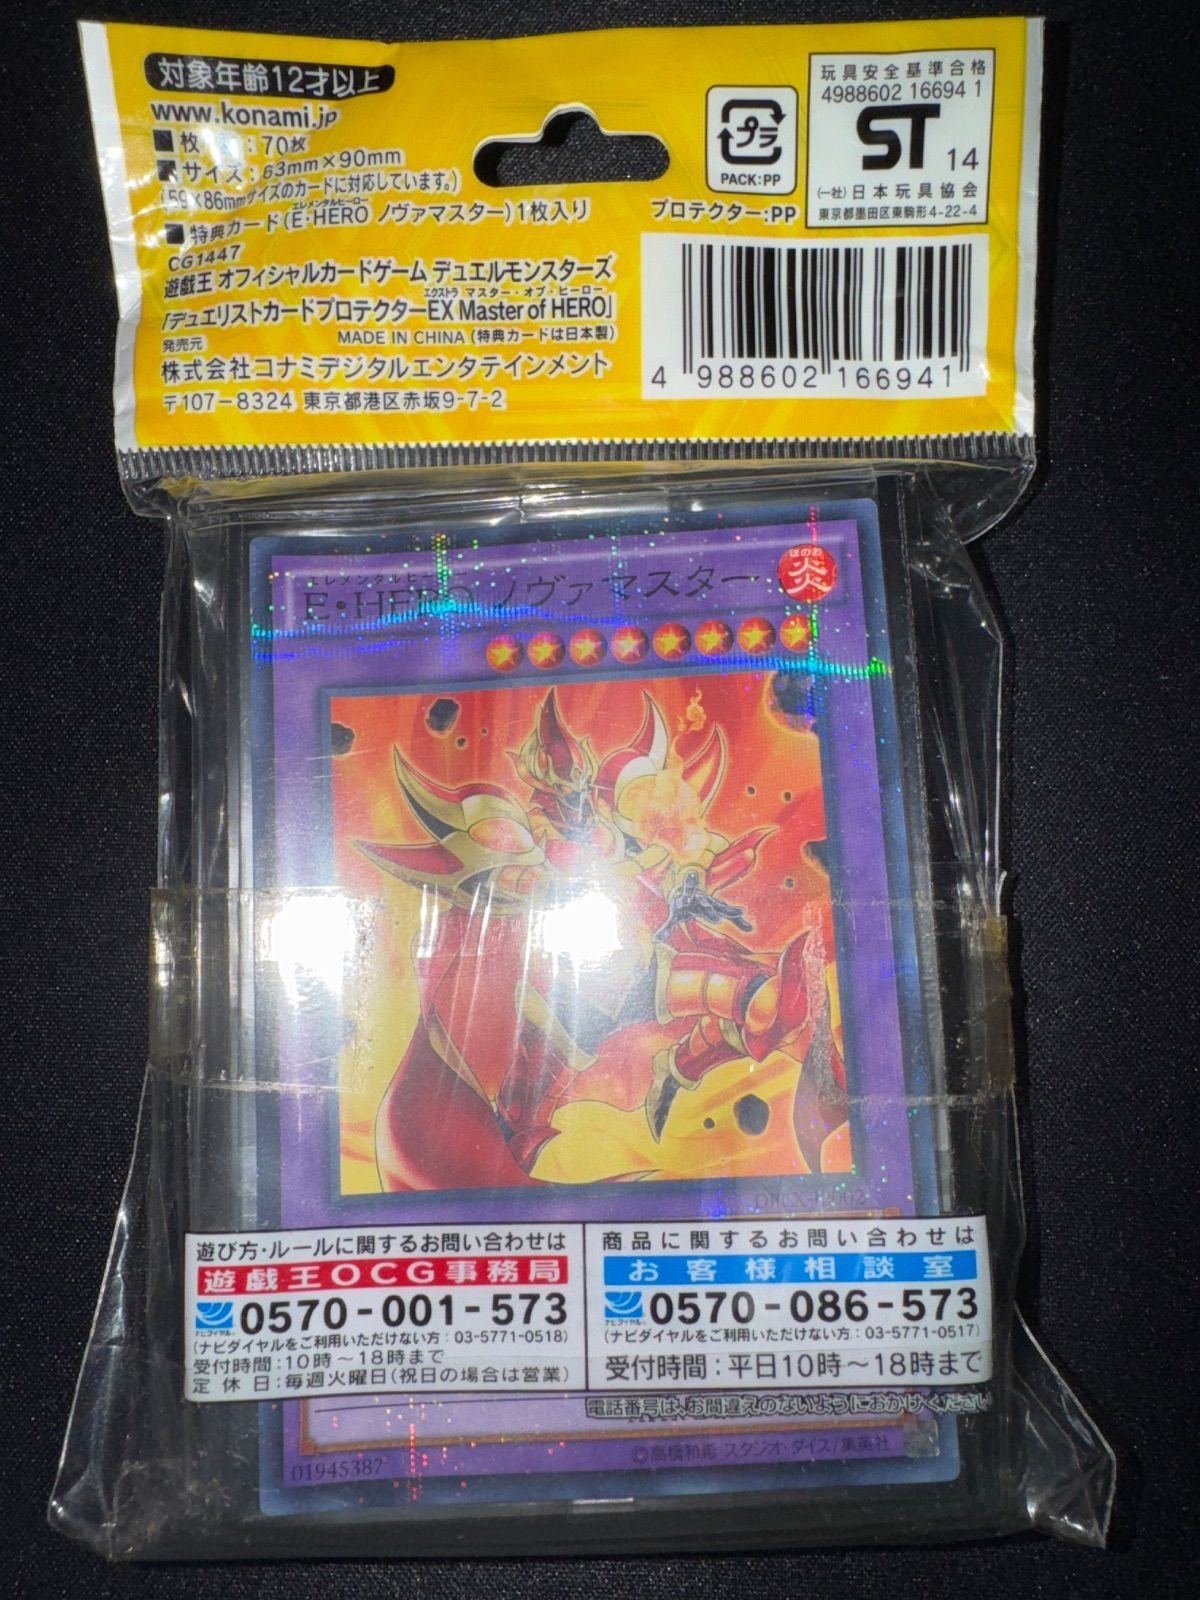 対象年齢12才以上
www.konami.jp
■枚 数:70枚
■サイズ:63mm×90mm
(59×86mmサイズのカードに対応しています。)
エレメンタルヒーロー
■特典カード(E・HERO ノヴァマスター)1枚入り
CG1447
遊戯王 オフィシャルカードゲーム デュエルモンスターズ
エクストラ マスター・オブ・ヒーロー
「デュエリストカードプロテクターEX Master of HERO」
MADE IN CHINA (特典カードは日本製)
発売元
株式会社コナミデジタルエンタテインメント
〒107-8324 東京都港区赤坂9-7-2
プラ
PACK:PP
プロテクター:PP
玩具安全基準合格
4988602 16694 1
ST 14
(一社)日本玩具協会
東京都墨田区東駒形4-22-4
4 988602 166941
エレメンタルヒーロー
E・HERO ノヴァマスター
ほのお
炎
遊び方・ルールに関するお問い合わせは
遊戯王OCG事務局
ナビダイヤル
0570-001-573
(ナビダイヤルをご利用いただけない方:03-5771-0518)
受付時間:10時〜18時まで
定休日:毎週火曜日(祝日の場合は営業)
商品に関するお問い合わせは
お客様相談室
ナビダイヤル
0570-086-573
(ナビダイヤルをご利用いただけない方:03-5771-0517)
受付時間:平日10時〜18時まで
電話番号は、お間違えのないようにおかけください
01945387
©高橋和希 スタジオ・ダイス/集英社